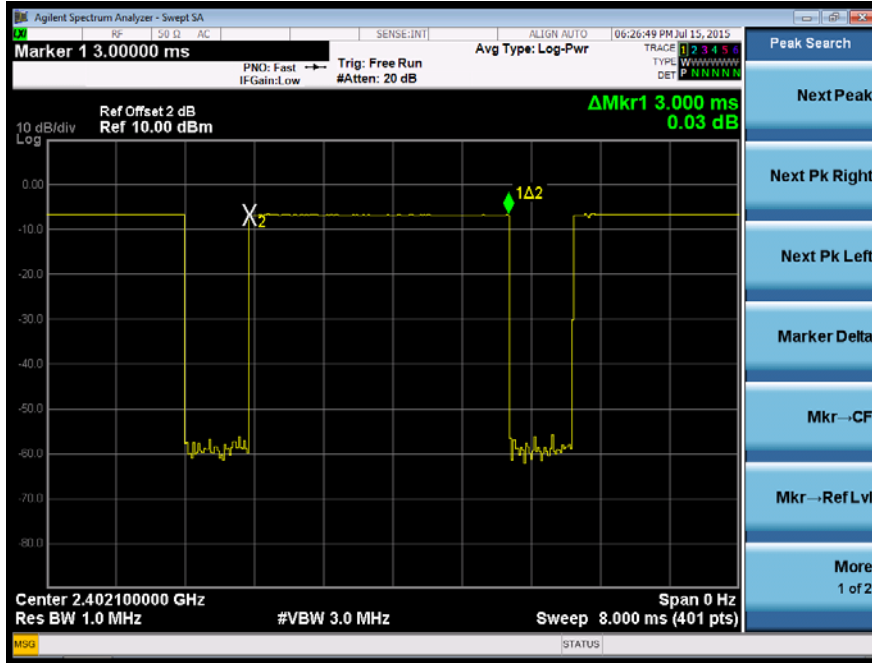 Agilent Spectrum Analyzer - Swept SA
LXI RF 50 Ω AC SENSE:INT ALIGN AUTO 06:26:49 PM Jul 15, 2015
Marker 1 3.00000 ms
PNO: Fast
IFGain:Low
Trig: Free Run
#Atten: 20 dB
Avg Type: Log-Pwr
TRACE 1 2 3 4 5 6
TYPE WWWWWW
DET P N N N N N
Peak Search
ΔMkr1 3.000 ms
0.03 dB
Ref Offset 2 dB
10 dB/div Ref 10.00 dBm
Log
0.00
-10.0
-20.0
-30.0
-40.0
-50.0
-60.0
-70.0
-80.0
X2
1Δ2
Center 2.402100000 GHz Span 0 Hz
Res BW 1.0 MHz #VBW 3.0 MHz Sweep 8.000 ms (401 pts)
MSG STATUS
Next Peak
Next Pk Right
Next Pk Left
Marker Delta
Mkr→CF
Mkr→Ref Lvl
More
1 of 2